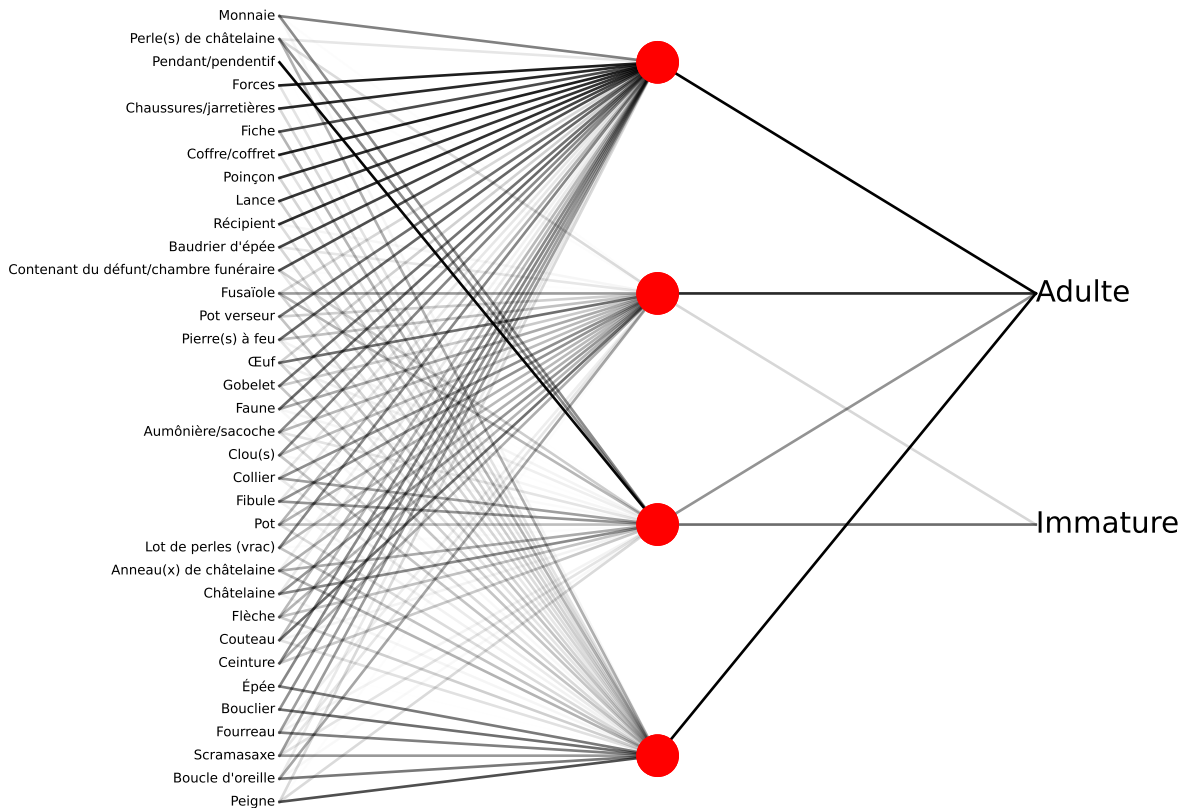 Monnaie
Perle(s) de châtelaine
Pendant/pendentif
Forces
Chaussures/jarretières
Fiche
Coffre/coffret
Poinçon
Lance
Récipient
Baudrier d'épée
Contenant du défunt/chambre funéraire
Fusaïole
Pot verseur
Pierre(s) à feu
Œuf
Gobelet
Faune
Aumônière/sacoche
Clou(s)
Collier
Fibule
Pot
Lot de perles (vrac)
Anneau(x) de châtelaine
Châtelaine
Flèche
Couteau
Ceinture
Épée
Bouclier
Fourreau
Scramasaxe
Boucle d'oreille
Peigne
Adulte
Immature